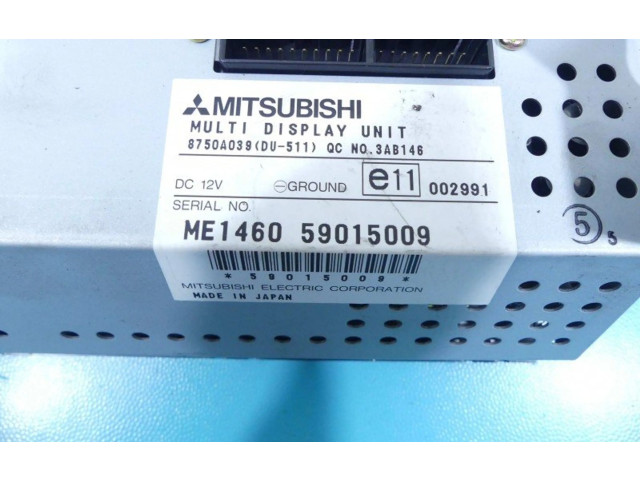 MITSUBISHI
MULTI DISPLAY UNIT
8750A039(DU-511) QC NO.3AB146
DC 12V ⊖GROUND e11 002991
SERIAL NO.
ME1460 59015009
*59015009*
MITSUBISHI ELECTRIC CORPORATION
MADE IN JAPAN
5 5